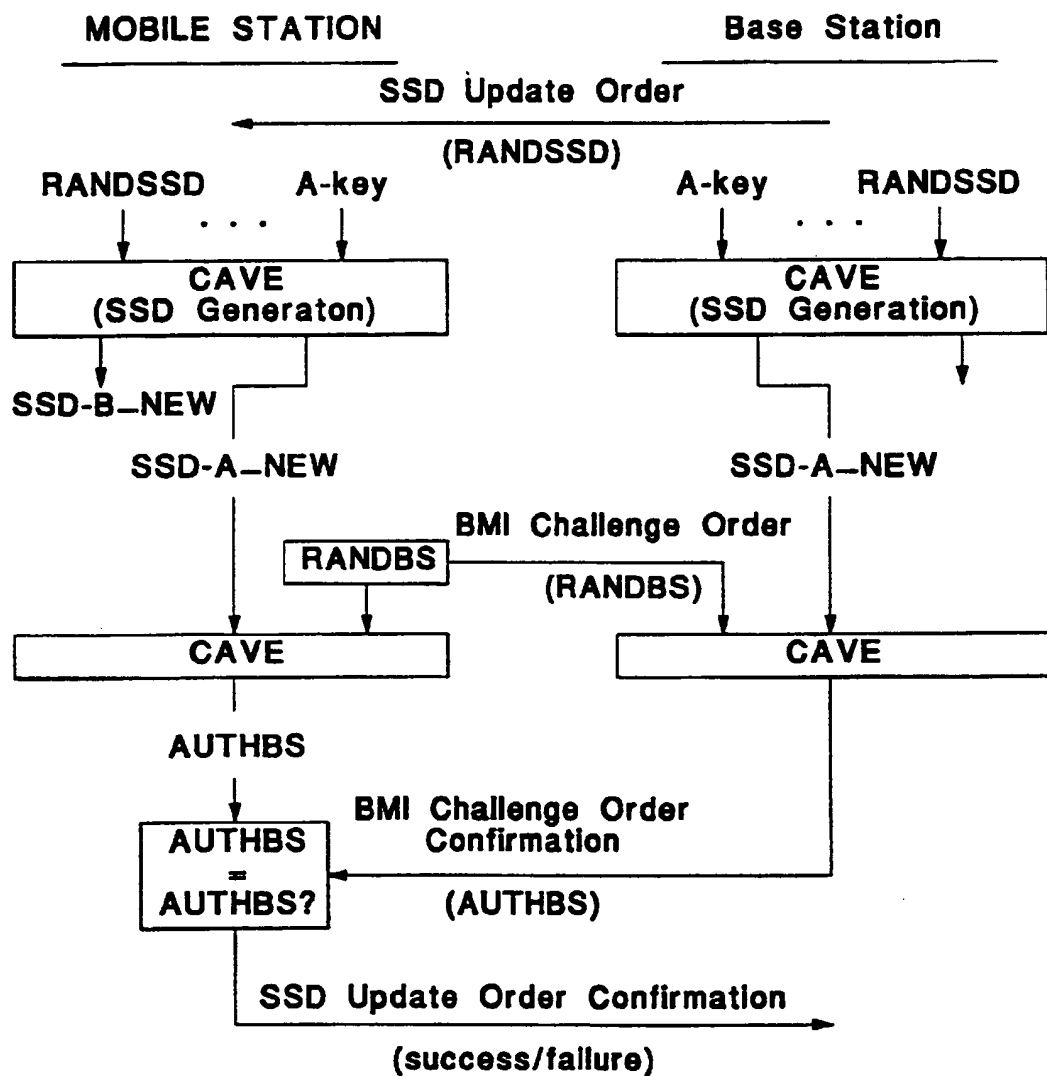 MOBILE STATION
Base Station
SSD Update Order
(RANDSSD)
RANDSSD
A-key
A-key
RANDSSD
. . .
. . .
CAVE
(SSD Generaton)
CAVE
(SSD Generation)
SSD-B_NEW
SSD-A_NEW
SSD-A_NEW
BMI Challenge Order
RANDBS
(RANDBS)
CAVE
CAVE
AUTHBS
BMI Challenge Order
Confirmation
AUTHBS
=
AUTHBS?
(AUTHBS)
SSD Update Order Confirmation
(success/failure)